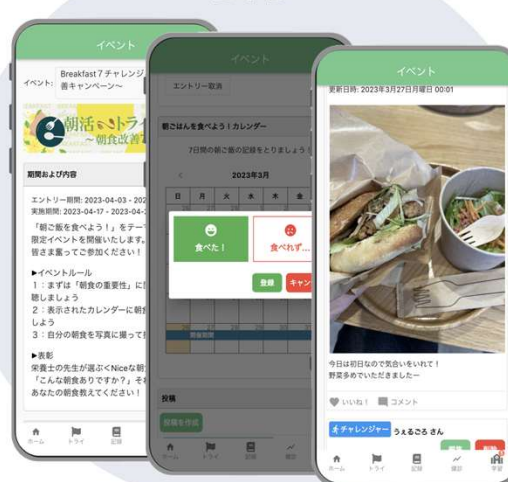 イベント
イベント:
Breakfast 7 チャレンジ
善キャンペーン〜
朝活
トラ
〜朝食改善
期間および内容
エントリー期間: 2023-04-03 - 202
実施期間: 2023-04-17 - 2023-04-
「朝ご飯を食べよう！」をテー
限定イベントを開催いたします。
皆さま奮ってご参加ください！
▶イベントルール
1：まずは「朝食の重要性」に
聴しましょう
2：表示されたカレンダーに朝
しよう
3：自分の朝食を写真に撮って
▶表彰
栄養士の先生が選ぶ<Niceな朝
「こんな朝食ありですか？」そ
あなたの朝食教えてください！
ホーム
トライ
記録
イベント
エントリー取消
朝ごはんを食べよう！カレンダー
7日間の朝ご飯の記録をとりましょう！
2023年3月
日 月 火 水 木 金
食べた！
食べれず...
登録
キャン
26 27 28 29 30
開催期間
投稿
投稿を作成
ホーム
トライ
記録
イベント
更新日時: 2023年3月27日月曜日 00:01
今日は初日なので気合いをいれて！
野菜多めでいただきましたー
いいね！
コメント
チャレンジャー
うぇるごろ さん
削除
ホーム
トライ
記録
学習